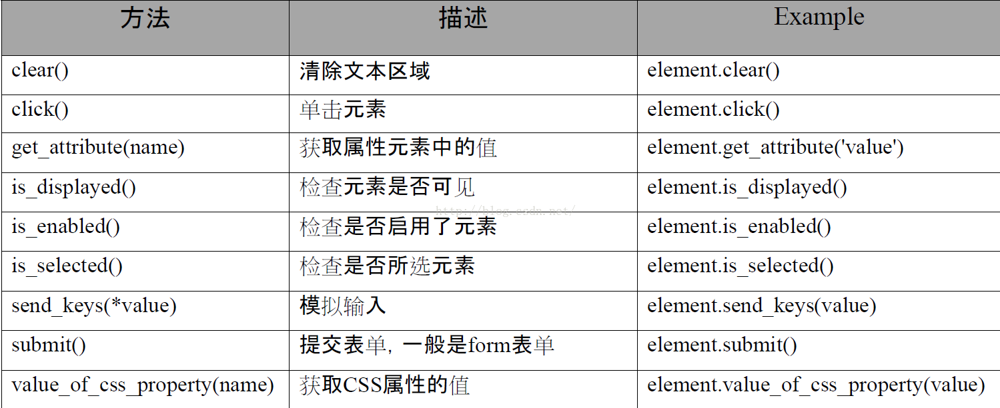 方法 描述 Example
clear() 清除文本区域 element.clear()
click() 单击元素 element.click()
get_attribute(name) 获取属性元素中的值 element.get_attribute('value')
is_displayed() 检查元素是否可见 element.is_displayed()
http://blog.csdn.net/
is_enabled() 检查是否启用了元素 element.is_enabled()
is_selected() 检查是否所选元素 element.is_selected()
send_keys(*value) 模拟输入 element.send_keys(value)
submit() 提交表单, 一般是form表单 element.submit()
value_of_css_property(name) 获取CSS属性的值 element.value_of_css_property(value)